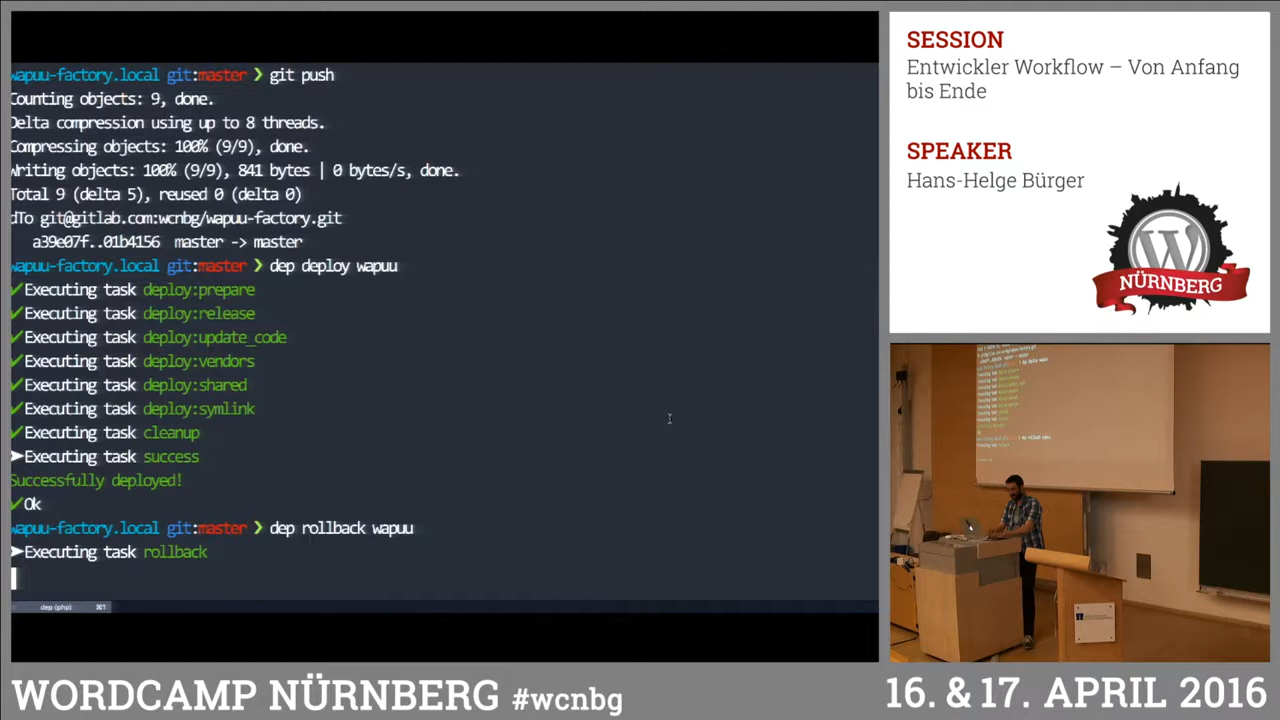 wapuu-factory.local git:master ❯ git push
Counting objects: 9, done.
Delta compression using up to 8 threads.
Compressing objects: 100% (9/9), done.
Writing objects: 100% (9/9), 841 bytes | 0 bytes/s, done.
Total 9 (delta 5), reused 0 (delta 0)
dTo git@gitlab.com:wcnbg/wapuu-factory.git
a39e07f..01b4156 master -> master
wapuu-factory.local git:master ❯ dep deploy wapuu
✓Executing task deploy:prepare
✓Executing task deploy:release
✓Executing task deploy:update_code
✓Executing task deploy:vendors
✓Executing task deploy:shared
✓Executing task deploy:symlink
✓Executing task cleanup
➤Executing task success
Successfully deployed!
✓Ok
wapuu-factory.local git:master ❯ dep rollback wapuu
➤Executing task rollback
dep (php) ⌘1
SESSION
Entwickler Workflow – Von Anfang
bis Ende
SPEAKER
Hans-Helge Bürger
W
NÜRNBERG
WORDCAMP NÜRNBERG #wcnbg
16. & 17. APRIL 2016